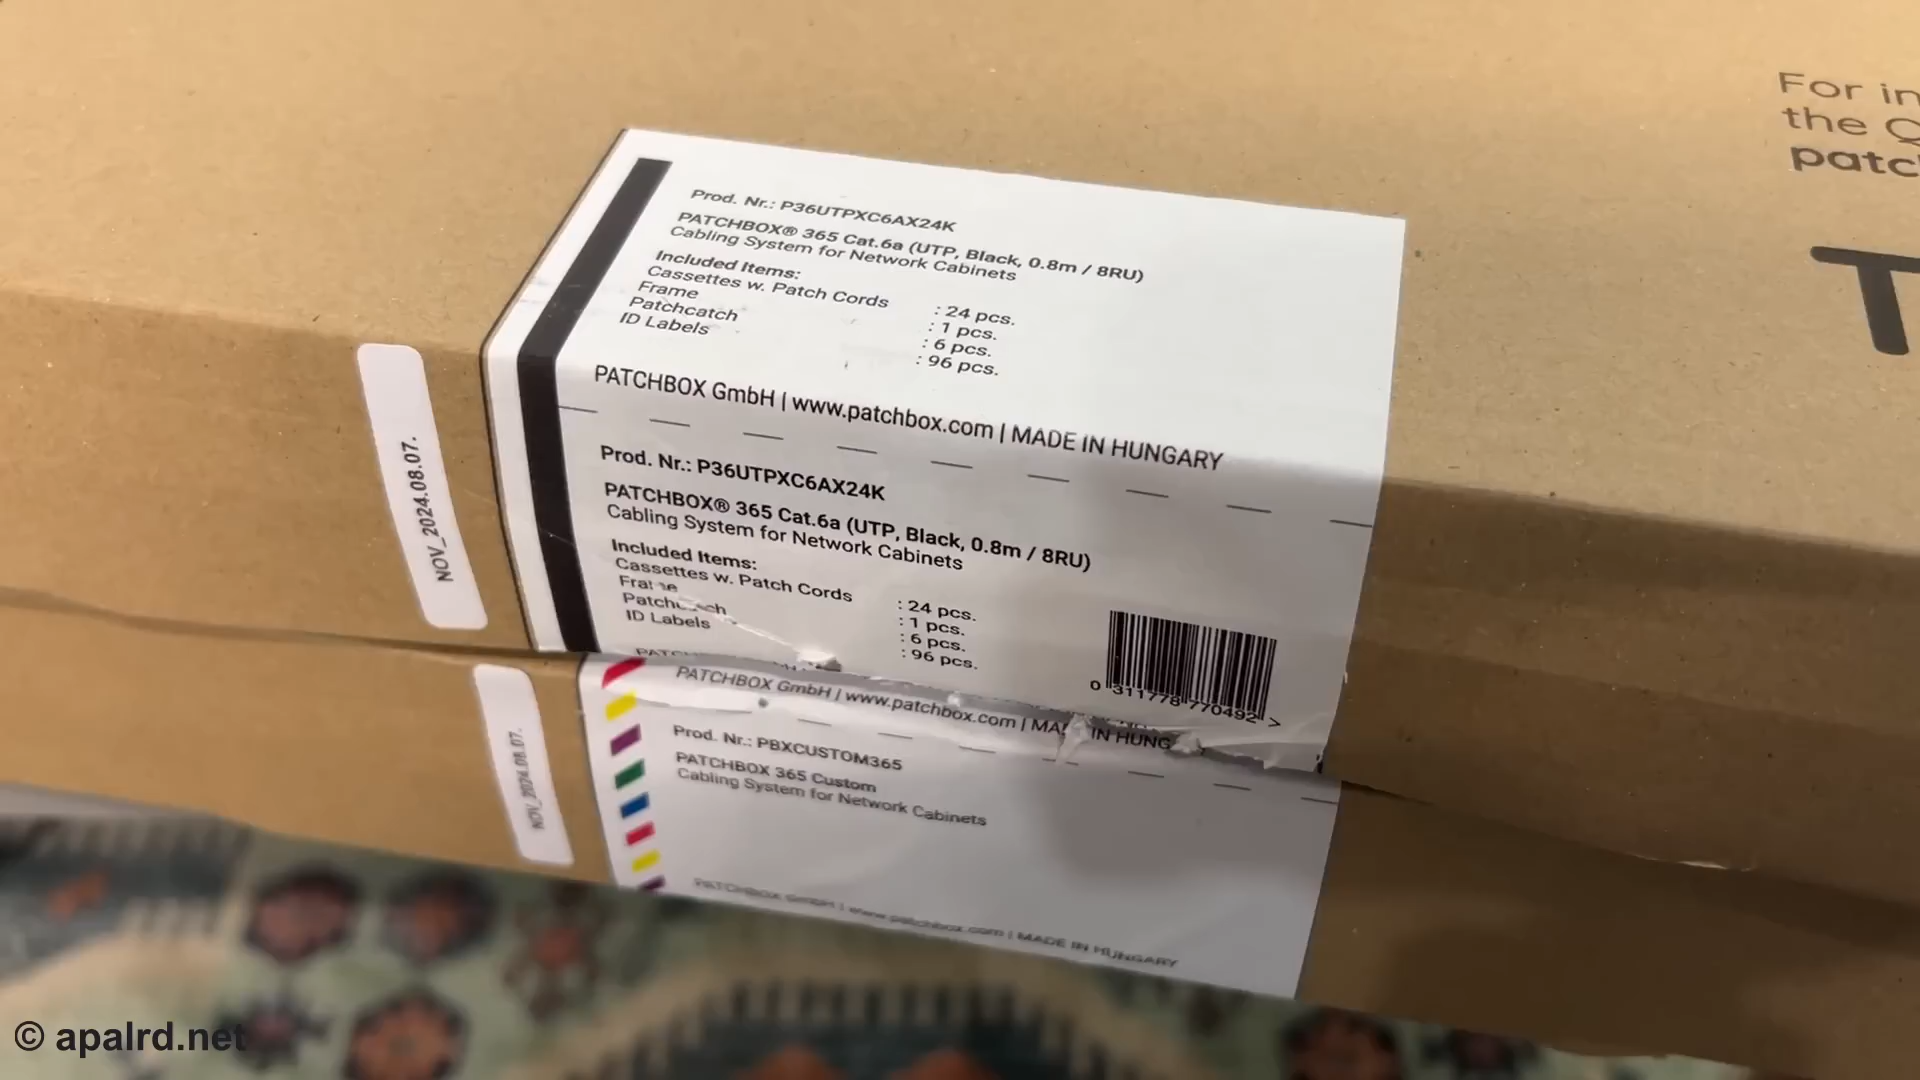 For in
the Q
patc
T
Prod. Nr.: P36UTPXC6AX24K
PATCHBOX® 365 Cat.6a (UTP, Black, 0.8m / 8RU)
Cabling System for Network Cabinets
Included Items:
Cassettes w. Patch Cords : 24 pcs.
Frame : 1 pcs.
Patchcatch : 6 pcs.
ID Labels : 96 pcs.
PATCHBOX GmbH | www.patchbox.com | MADE IN HUNGARY
NOV_2024.08.07.
Prod. Nr.: P36UTPXC6AX24K
PATCHBOX® 365 Cat.6a (UTP, Black, 0.8m / 8RU)
Cabling System for Network Cabinets
Included Items:
Cassettes w. Patch Cords : 24 pcs.
Frame : 1 pcs.
Patchcatch : 6 pcs.
ID Labels : 96 pcs.
0 311778 770492 >
PATCHBOX GmbH | www.patchbox.com | MADE IN HUNG
NOV_2024.08.07.
Prod. Nr.: PBXCUSTOM365
PATCHBOX 365 Custom
Cabling System for Network Cabinets
PATCHBOX GmbH | www.patchbox.com | MADE IN HUNGARY
© apalrd.net